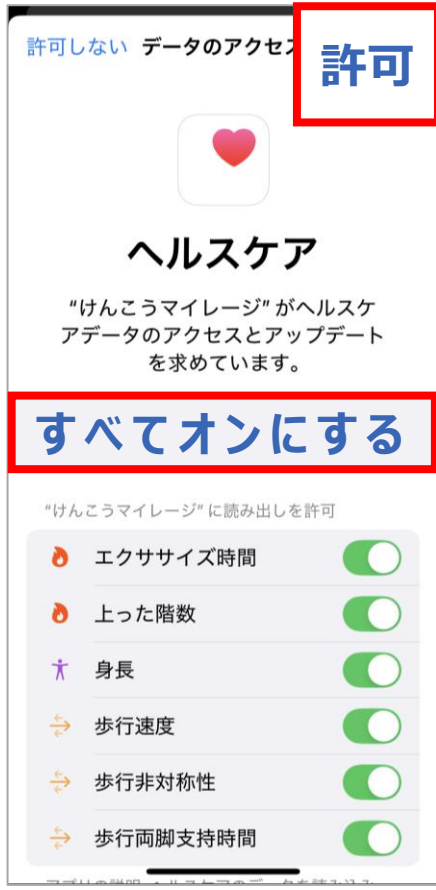 許可しない データのアクセス
許可
ヘルスケア
“けんこうマイレージ” がヘルスケ
アデータのアクセスとアップデート
を求めています。
すべてオンにする
“けんこうマイレージ” に読み出しを許可
エクササイズ時間
上った階数
身長
歩行速度
歩行非対称性
歩行両脚支持時間